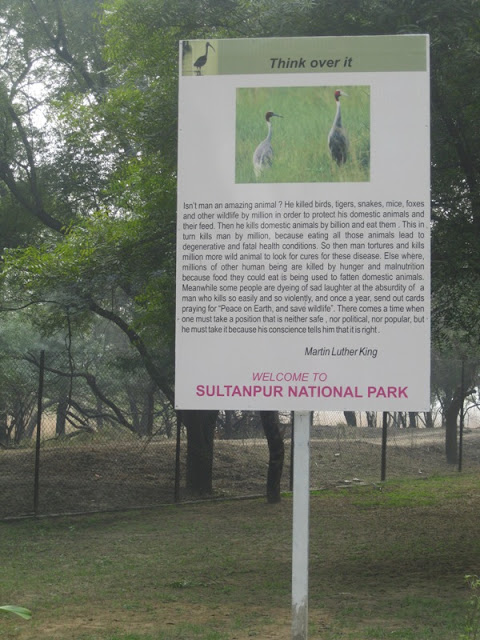 Think over it
Isn't man an amazing animal ? He killed birds, tigers, snakes, mice, foxes
and other wildlife by million in order to protect his domestic animals and
their feed. Then he kills domestic animals by billion and eat them . This in
turn kills man by million, because eating all those animals lead to
degenerative and fatal health conditions. So then man tortures and kills
million more wild animal to look for cures for these disease. Else where,
millions of other human being are killed by hunger and malnutrition
because food they could eat is being used to fatten domestic animals.
Meanwhile some people are dyeing of sad laughter at the absurdity of a
man who kills so easily and so violently, and once a year, send out cards
praying for "Peace on Earth, and save wildlife". There comes a time when
one must take a position that is neither safe , nor political, nor popular, but
he must take it because his conscience tells him that it is right .
Martin Luther King
WELCOME TO
SULTANPUR NATIONAL PARK